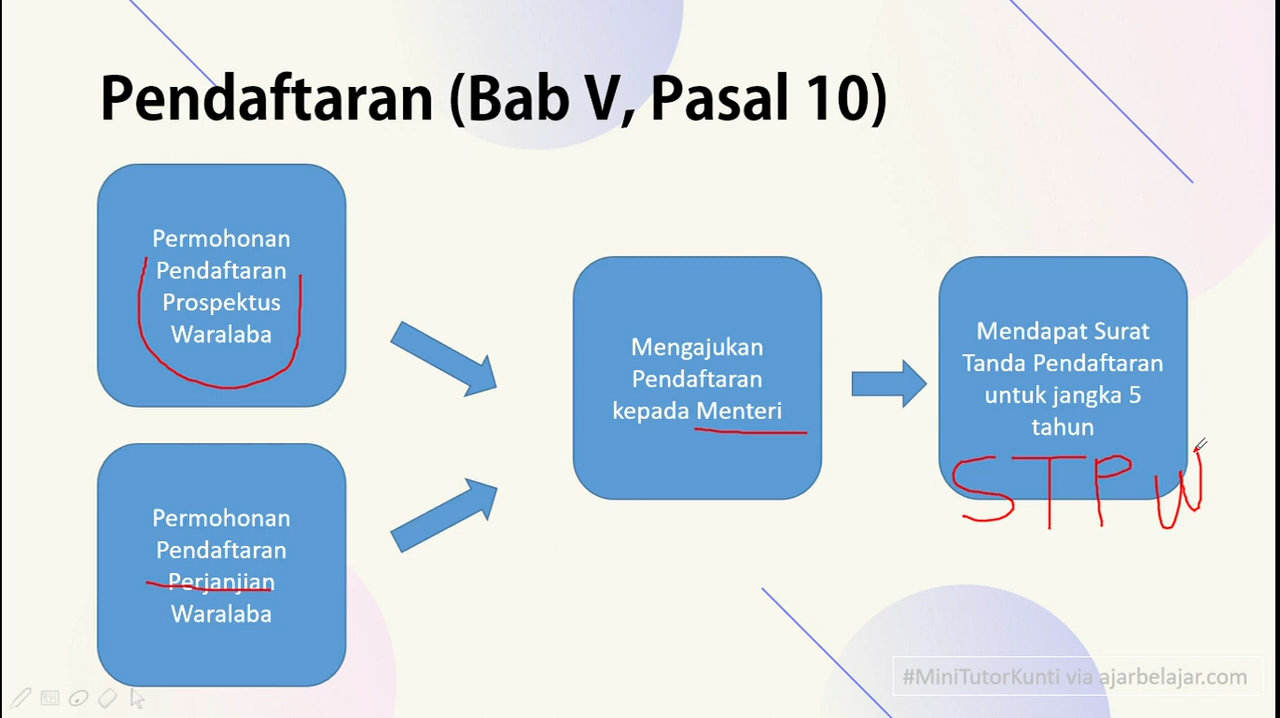 Pendaftaran (Bab V, Pasal 10)
Permohonan
Pendaftaran
Prospektus
Waralaba
Permohonan
Pendaftaran
Perjanjian
Waralaba
Mengajukan
Pendaftaran
kepada Menteri
Mendapat Surat
Tanda Pendaftaran
untuk jangka 5
tahun
STPW
#MiniTutorKunti via ajarbelajar.com